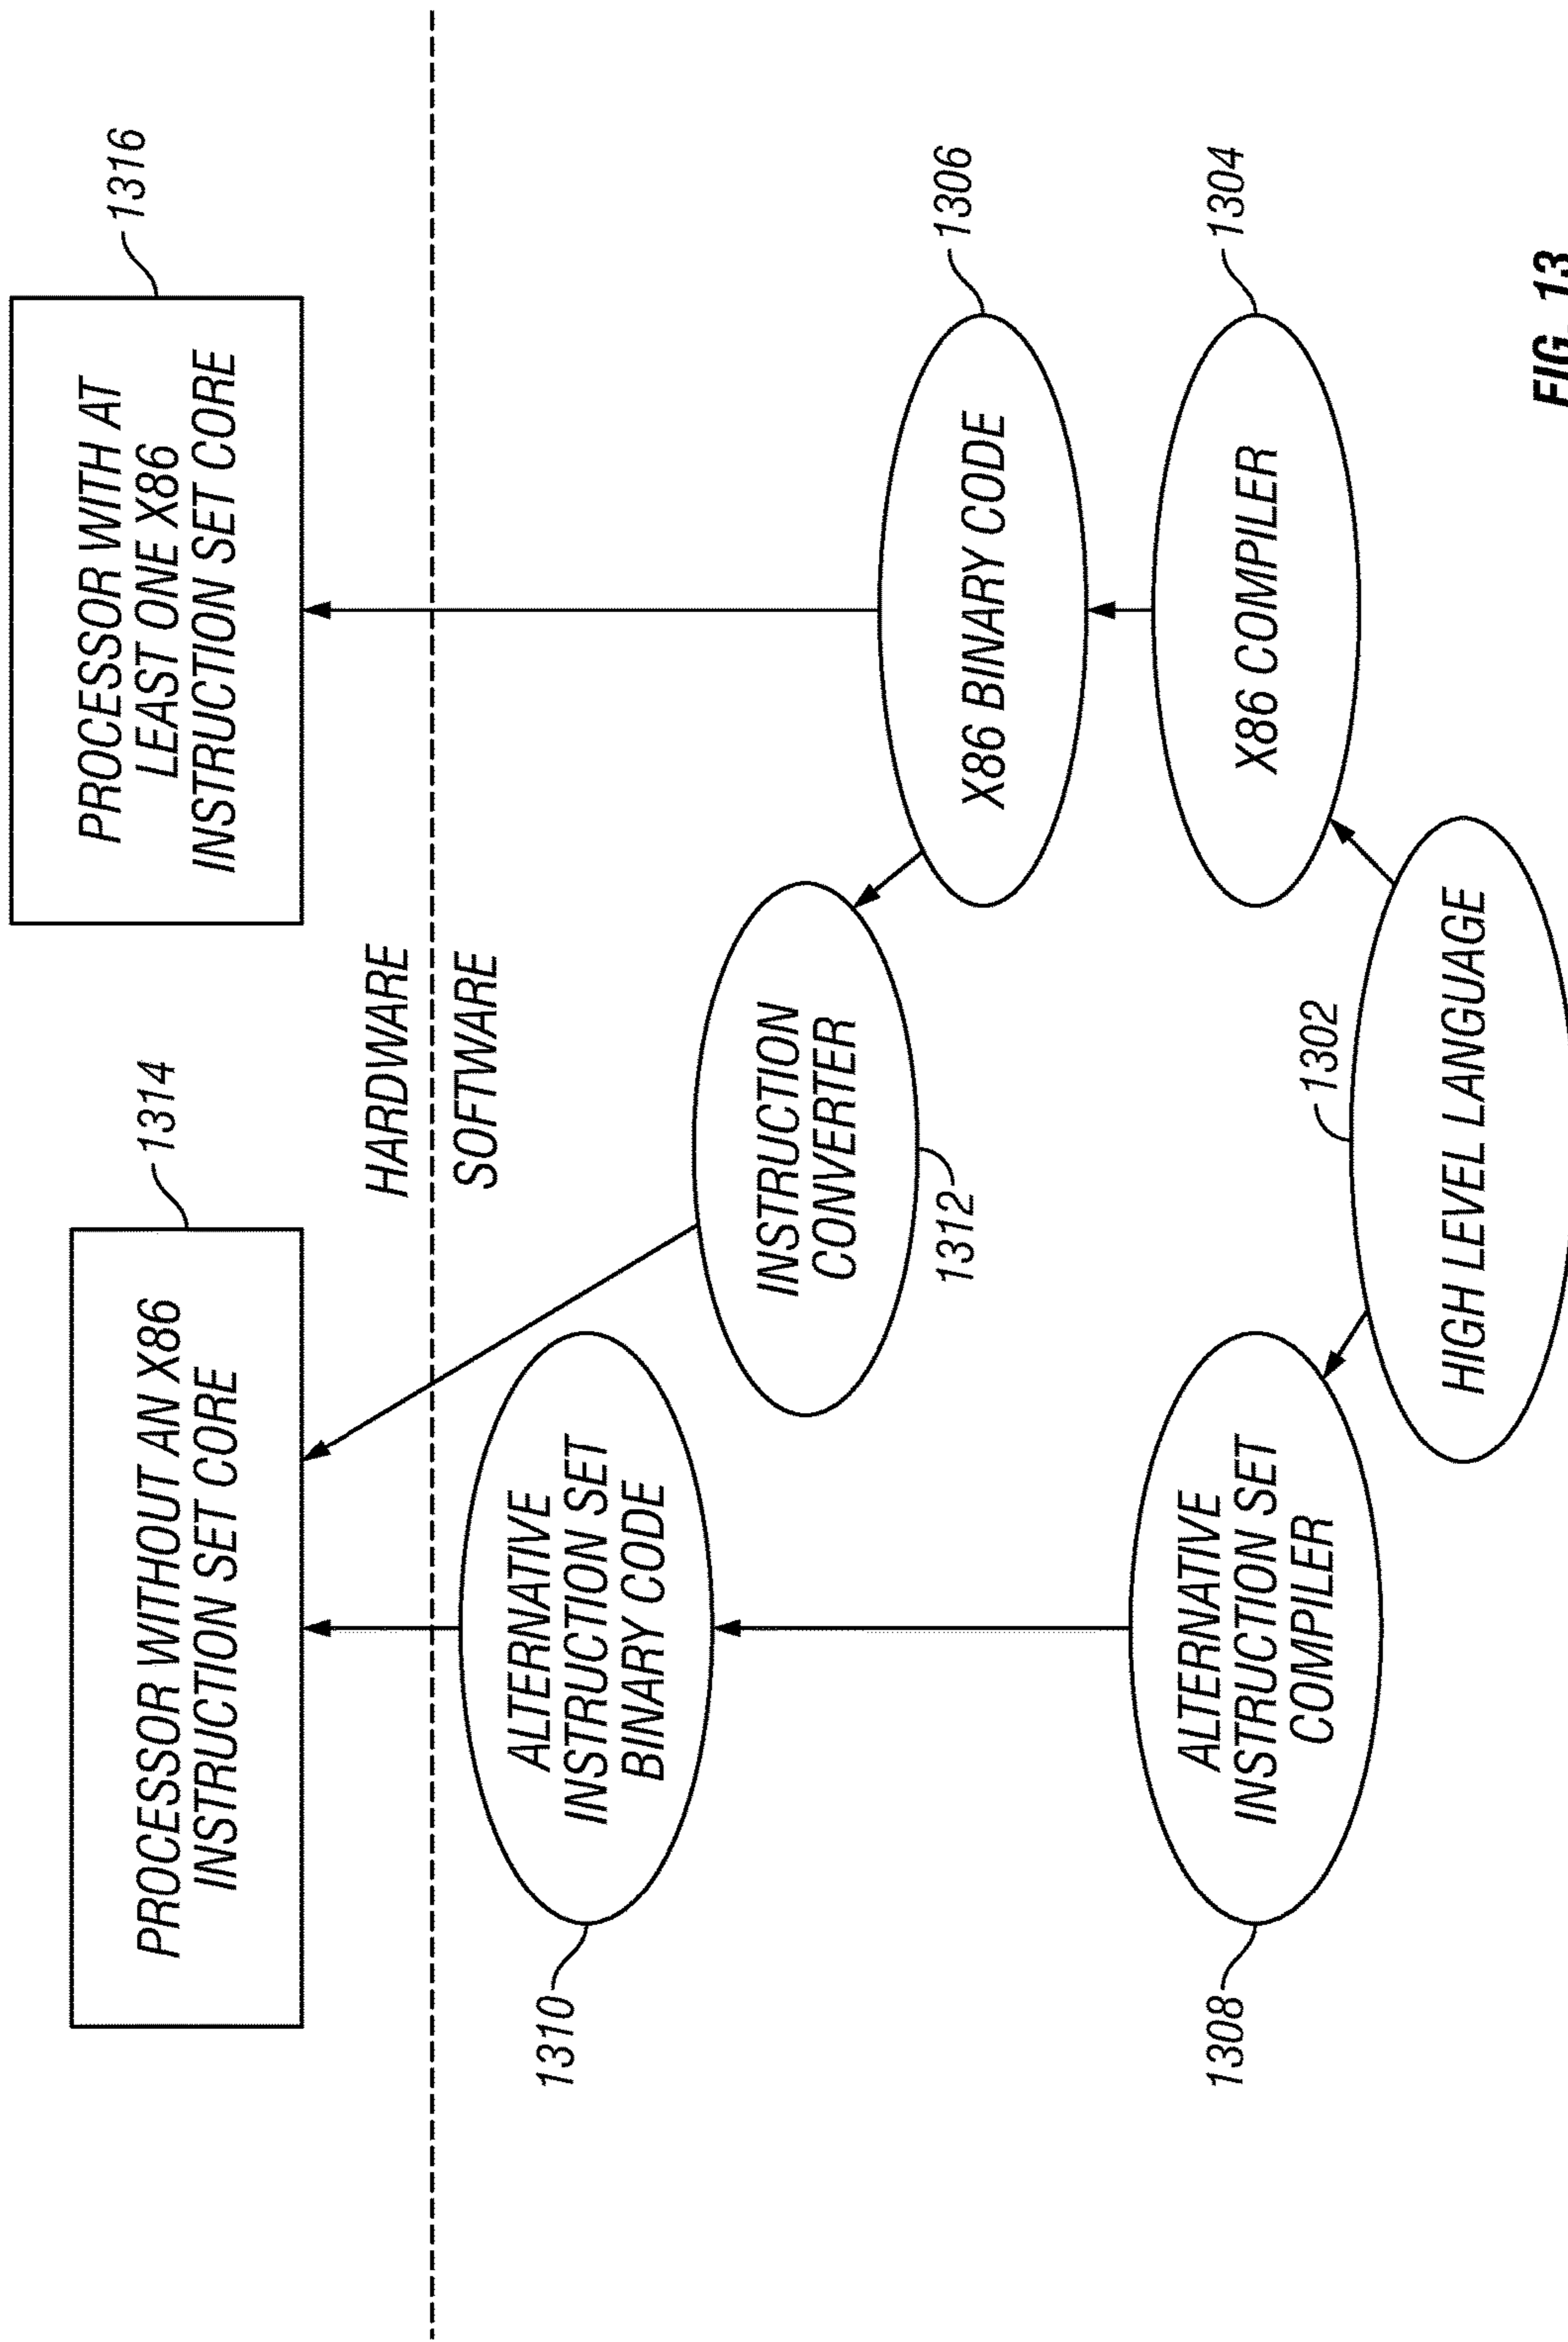 PROCESSOR WITHOUT AN X86
INSTRUCTION SET CORE
1314
PROCESSOR WITH AT
LEAST ONE X86
INSTRUCTION SET CORE
1316
HARDWARE
SOFTWARE
1310
ALTERNATIVE
INSTRUCTION SET
BINARY CODE
INSTRUCTION
CONVERTER
1312
X86 BINARY CODE
1306
1308
ALTERNATIVE
INSTRUCTION SET
COMPILER
X86 COMPILER
1304
1302
HIGH LEVEL LANGUAGE
FIG. 13